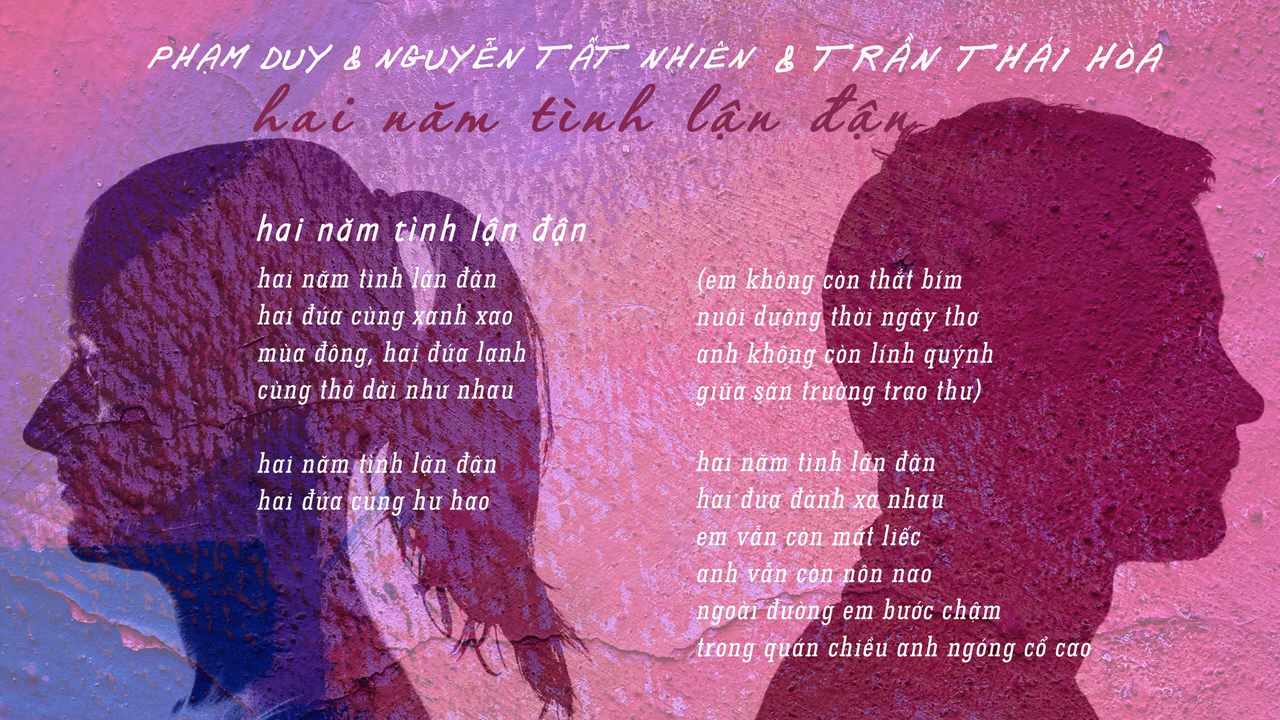 PHẠM DUY & NGUYỄN TẤT NHIÊN & TRẦN THÁI HÒA
hai năm tình lận đận
hai năm tình lận đận
hai năm tình lận đận
hai đứa cùng xanh xao
mùa đông, hai đứa lạnh
cùng thở dài như nhau
hai năm tình lận đận
hai đứa cùng hư hao
(em không còn thắt bím
nuôi dưỡng thời ngây thơ
anh không còn lính quýnh
giữa sân trường trao thư)
hai năm tình lận đận
hai đứa đành xa nhau
em vẫn còn mắt liếc
anh vẫn còn nôn nao
ngoài đường em bước chậm
trong quán chiều anh ngóng cổ cao